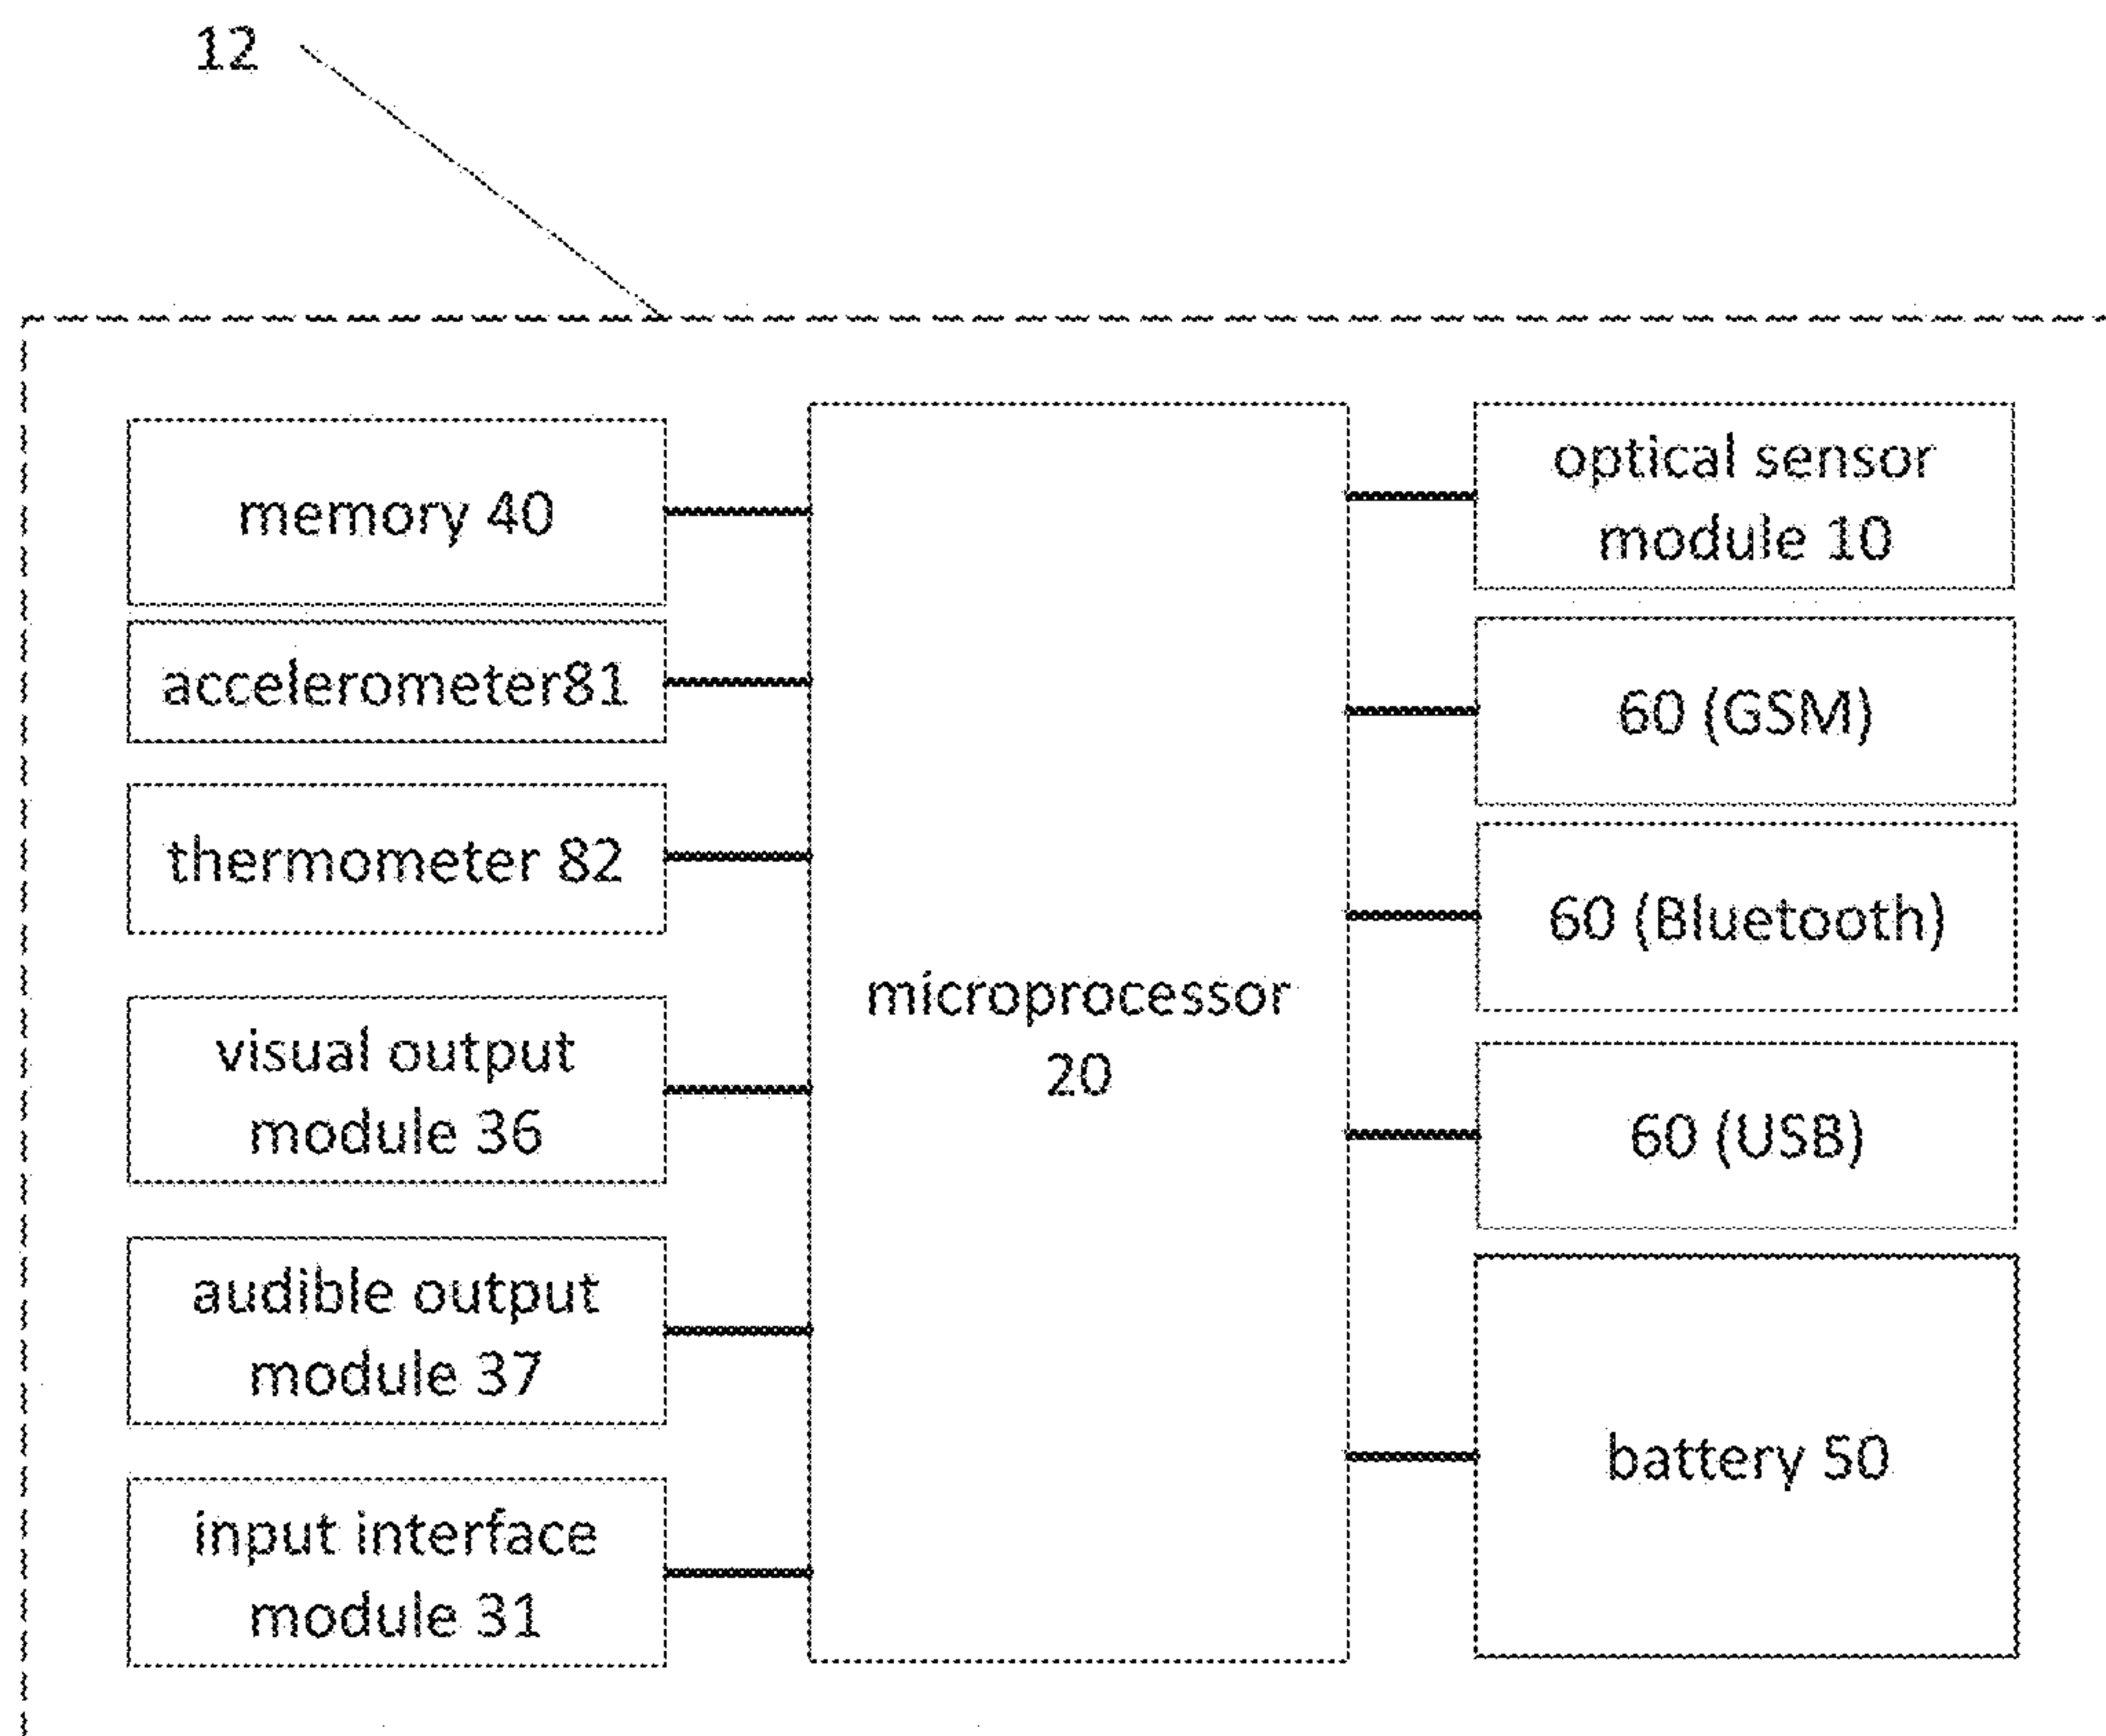 12
memory 40
accelerometer81
thermometer 82
visual output
module 36
audible output
module 37
input interface
module 31
microprocessor
20
optical sensor
module 10
60 (GSM)
60 (Bluetooth)
60 (USB)
battery 50